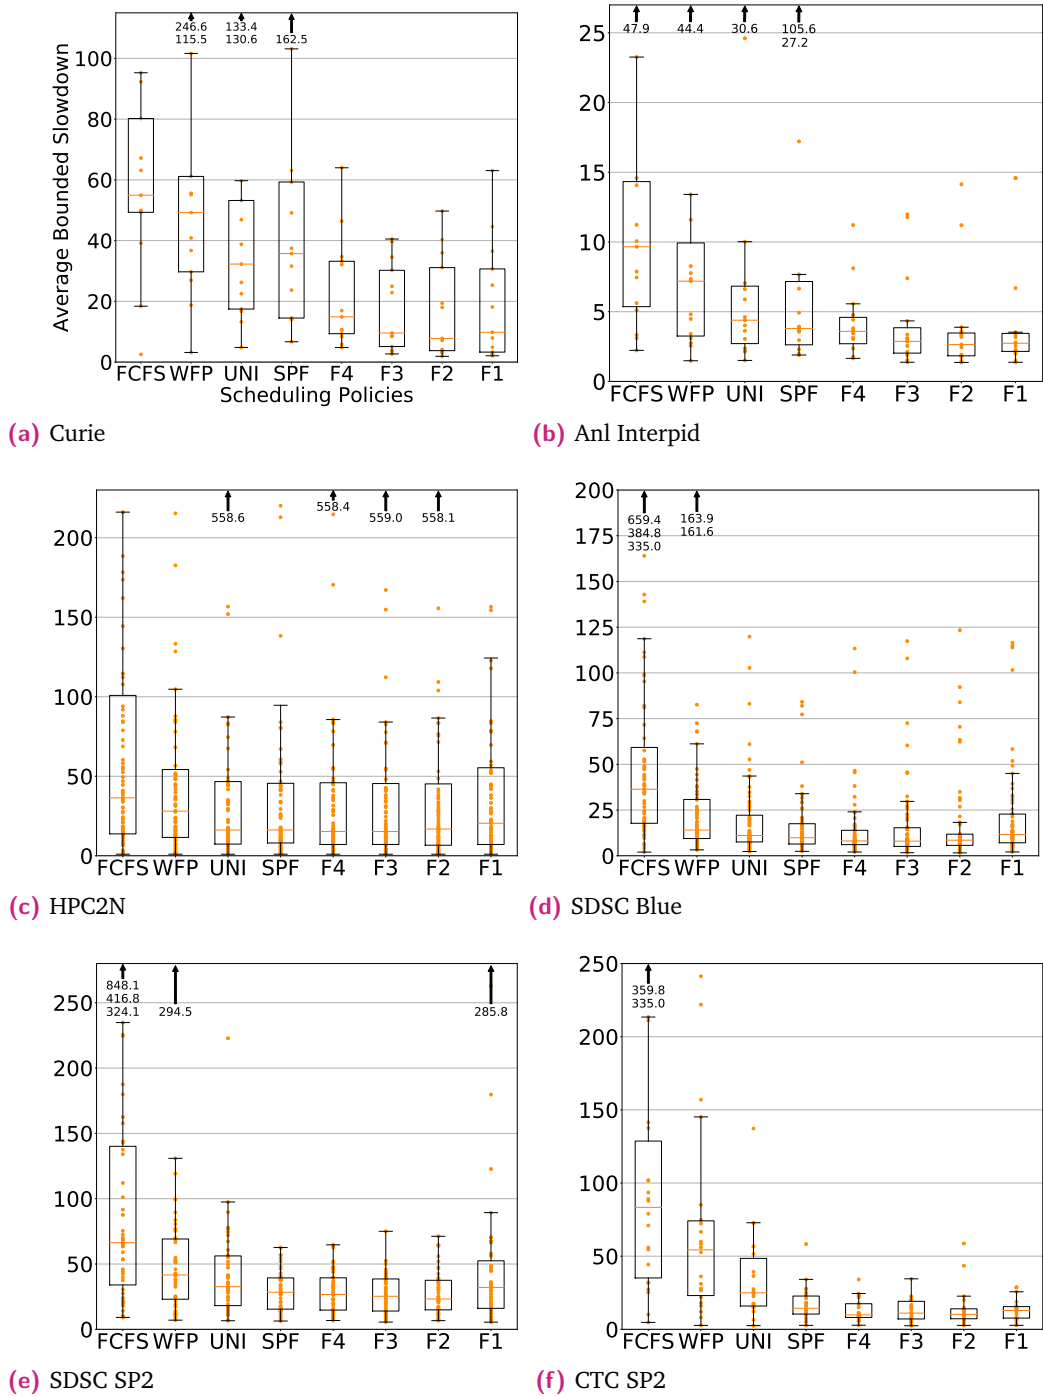 246.6 133.4
115.5 130.6 162.5
100
80
60
40
20
0
Average Bounded Slowdown
FCFS WFP UNI SPF F4 F3 F2 F1
Scheduling Policies
(a) Curie
47.9 44.4 30.6 105.6
27.2
25
20
15
10
5
0
FCFS WFP UNI SPF F4 F3 F2 F1
(b) Anl Interpid
558.6 558.4 559.0 558.1
200
150
100
50
0
FCFS WFP UNI SPF F4 F3 F2 F1
(c) HPC2N
200
659.4 163.9
384.8 161.6
335.0
175
150
125
100
75
50
25
0
FCFS WFP UNI SPF F4 F3 F2 F1
(d) SDSC Blue
848.1
416.8
324.1 294.5 285.8
250
200
150
100
50
0
FCFS WFP UNI SPF F4 F3 F2 F1
(e) SDSC SP2
250
359.8
335.0
200
150
100
50
0
FCFS WFP UNI SPF F4 F3 F2 F1
(f) CTC SP2